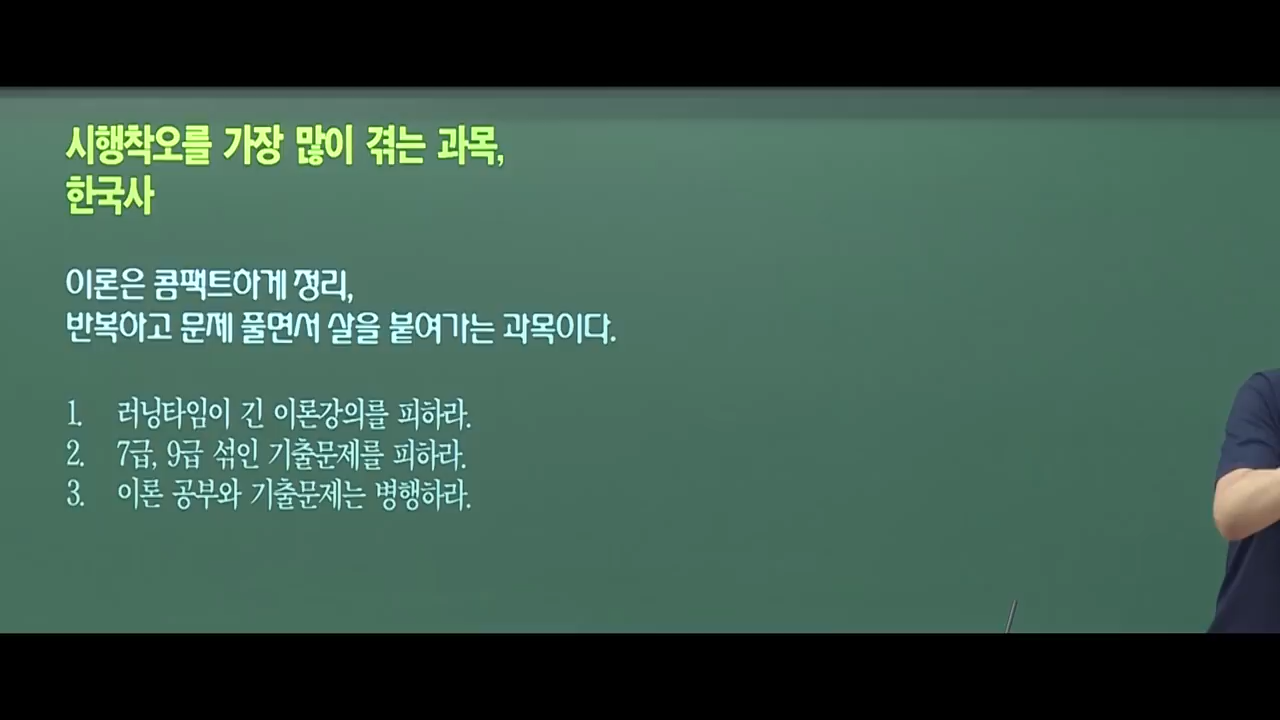 시행착오를 가장 많이 겪는 과목,
한국사
이론은 콤팩트하게 정리,
반복하고 문제 풀면서 살을 붙여가는 과목이다.
1. 러닝타임이 긴 이론강의를 피하라.
2. 7급, 9급 섞인 기출문제를 피하라.
3. 이론 공부와 기출문제는 병행하라.